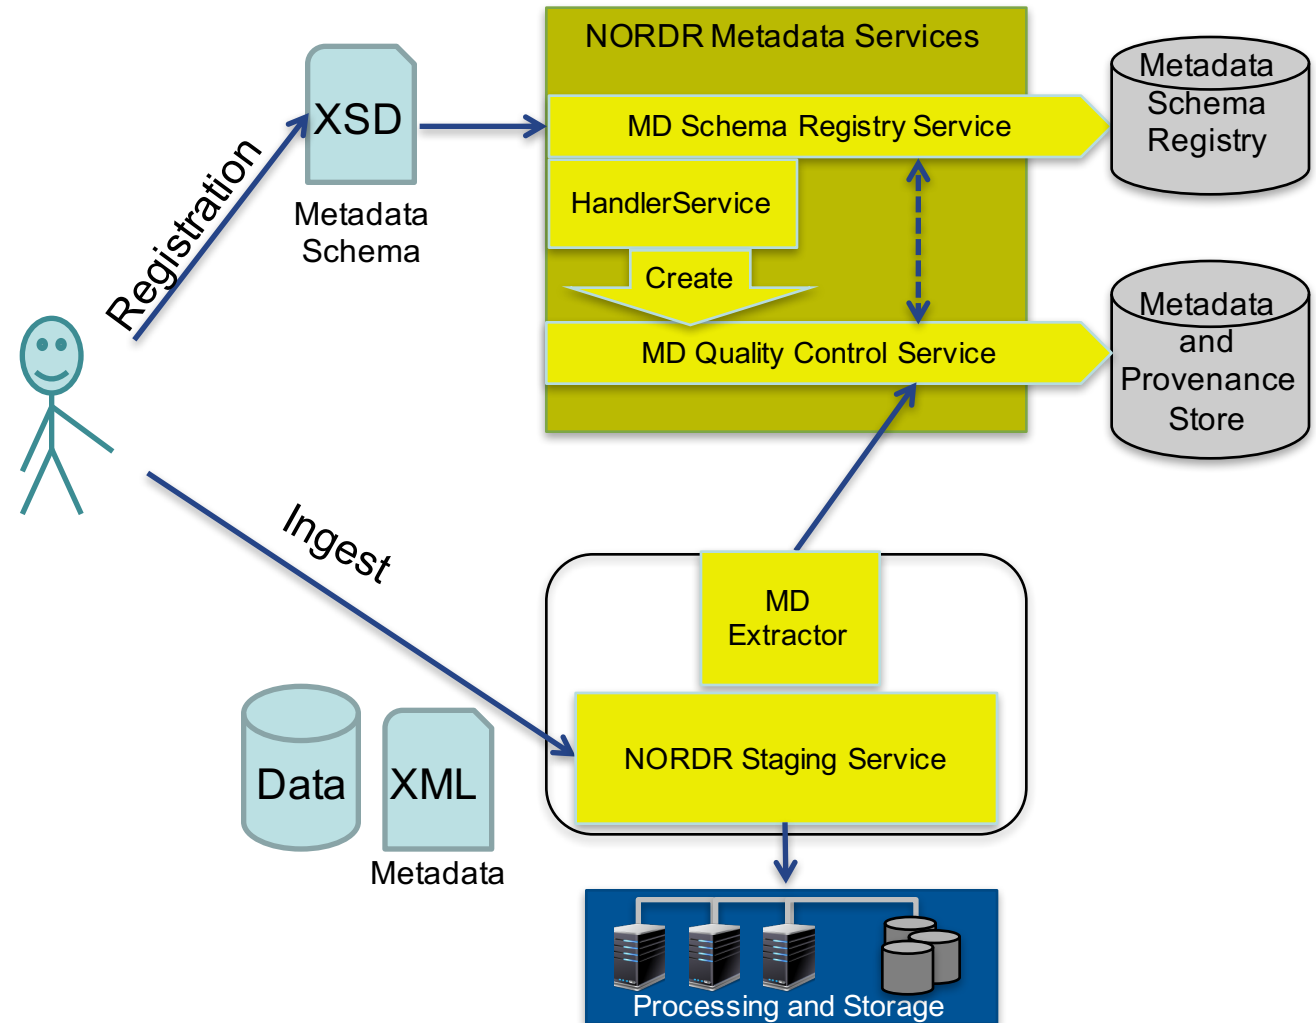 NORDR Metadata Services
XSD
MD Schema Registry Service
Metadata
Schema
Registry
Registration
Metadata
Schema
HandlerService
Create
MD Quality Control Service
Metadata
and
Provenance
Store
Ingest
MD
Extractor
NORDR Staging Service
Data
XML
Metadata
Processing and Storage